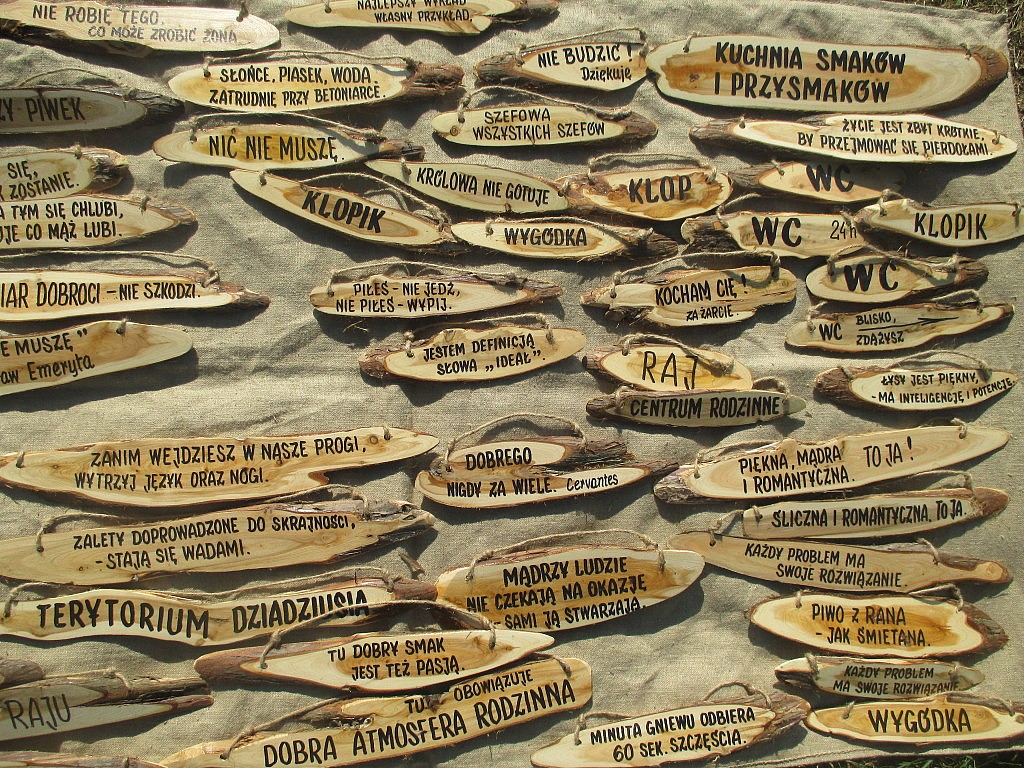 NIE ROBIĘ TEGO,
CO MOŻE ZROBIĆ ŻONA
NAJLEPSZY WYKŁAD
WŁASNY PRZYKŁAD.
SŁOŃCE, PIASEK, WODA.
ZATRUDNIĘ PRZY BETONIARCE.
NIE BUDZIĆ !
Dziękuję
KUCHNIA SMAKÓW
I PRZYSMAKÓW
PIWEK
SZEFOWA
WSZYSTKICH SZEFÓW
ŻYCIE JEST ZBYT KRÓTKIE,
BY PRZEJMOWAĆ SIĘ PIERDOŁAMI.
NIC NIE MUSZĘ.
SIĘ,
ZOSTANIE.
KRÓLOWA NIE GOTUJE
KLOP
WC
KLOPIK
A TYM SIĘ CHLUBI,
CO MĄŻ LUBI.
WYGÓDKA
WC 24h
KLOPIK
WC
IAR DOBROCI - NIE SZKODZI.
PIŁEŚ - NIE JEDŹ,
NIE PIŁEŚ - WYPIJ.
KOCHAM CIĘ !
ZA ŻARCIE.
WC BLISKO,
ZDĄŻYSZ
E MUSZĘ"
aw Emeryta
JESTEM DEFINICJĄ
SŁOWA „IDEAŁ".
RAJ
CENTRUM RODZINNE
ŁYSY JEST PIĘKNY,
- MA INTELIGENCJĘ I POTENCJĘ.
ZANIM WEJDZIESZ W NASZE PROGI,
WYTRZYJ JĘZYK ORAZ NOGI.
DOBREGO
NIGDY ZA WIELE. Cervantes
PIĘKNA, MĄDRA TO JA !
I ROMANTYCZNA.
ŚLICZNA I ROMANTYCZNA, TO JA.
ZALETY DOPROWADZONE DO SKRAJNOŚCI,
- STAJĄ SIĘ WADAMI.
KAŻDY PROBLEM MA
SWOJE ROZWIĄZANIE.
MĄDRZY LUDZIE
NIE CZEKAJĄ NA OKAZJĘ,
- SAMI JĄ STWARZAJĄ.
TERYTORIUM DZIADZIUSIA
PIWO Z RANA
- JAK ŚMIETANA.
TU DOBRY SMAK
JEST TEŻ PASJĄ.
KAŻDY PROBLEM
MA SWOJE ROZWIĄZANIE
RAJU
TU OBOWIĄZUJE
DOBRA ATMOSFERA RODZINNA
MINUTA GNIEWU ODBIERA
60 SEK. SZCZĘŚCIA.
WYGÓDKA